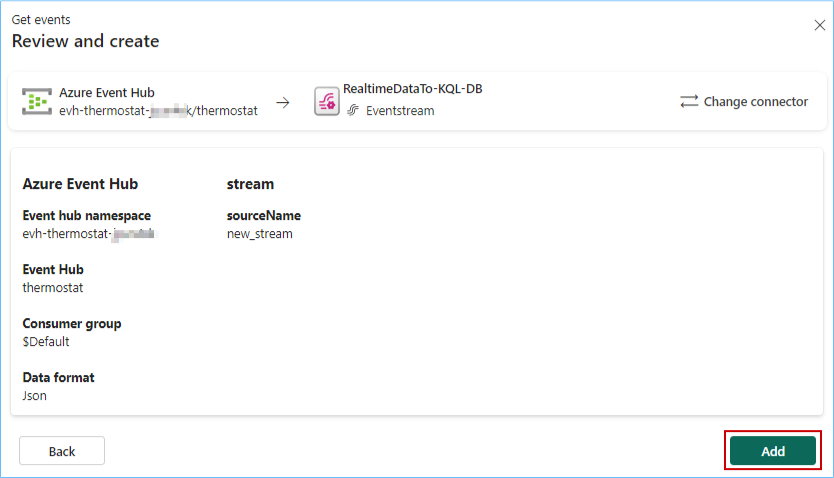 Get events
Review and create
Azure Event Hub
evh-thermostat-
k/thermostat
RealtimeDataTo-KQL-DB
Eventstream
Change connector
Azure Event Hub
stream
Event hub namespace
sourceName
evh-thermostat-
new_stream
Event Hub
thermostat
Consumer group
$Default
Data format
Json
Back
Add